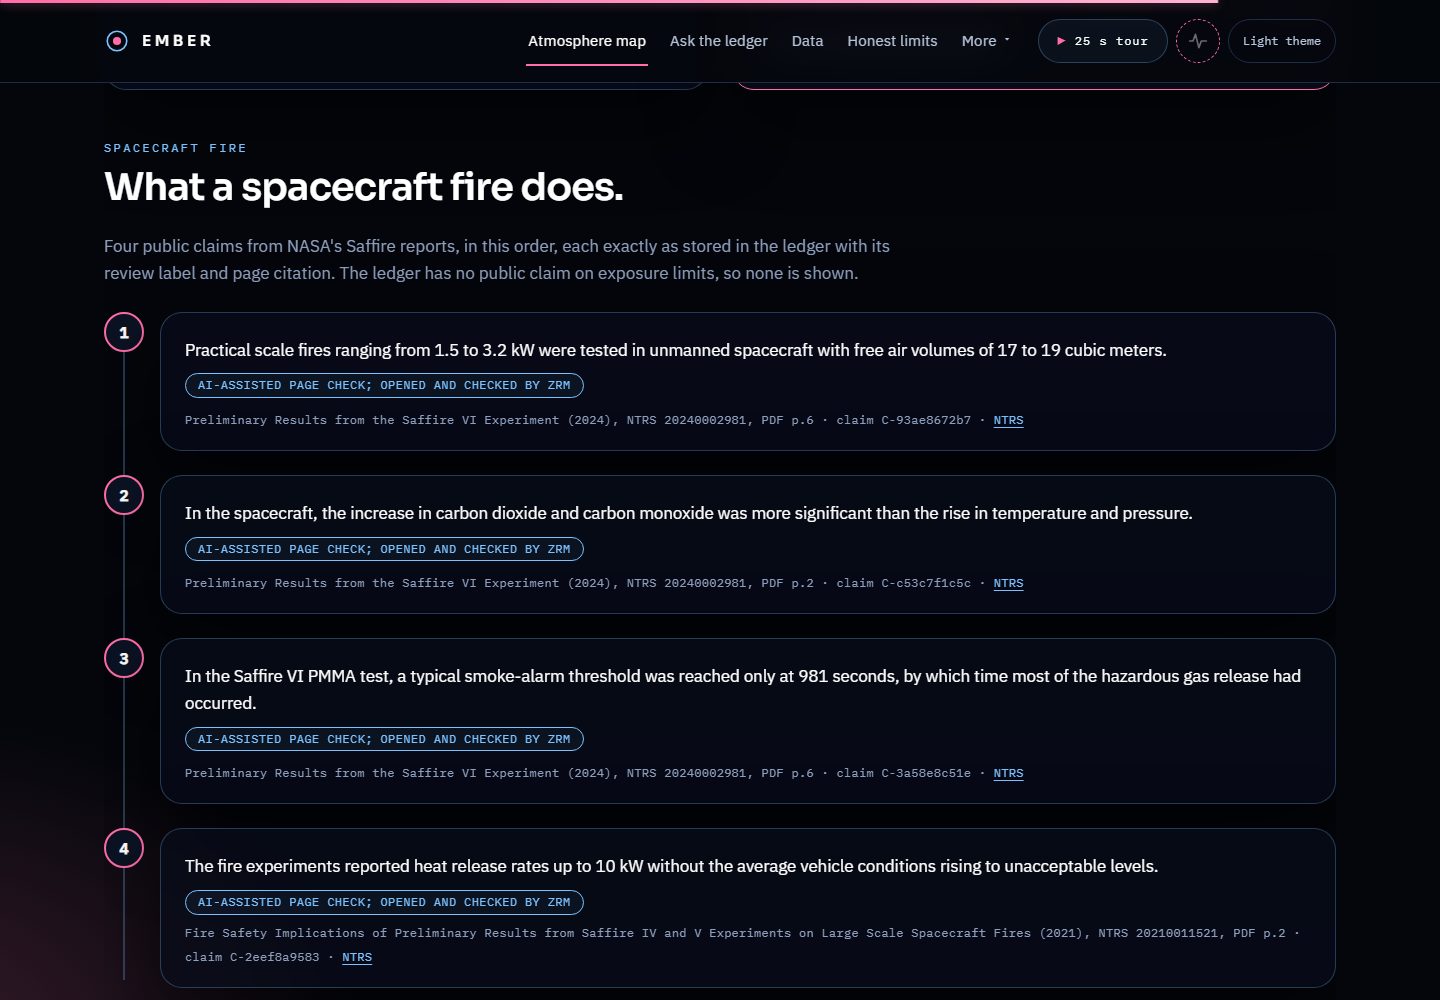 EMBER
Atmosphere map
Ask the ledger
Data
Honest limits
More
25 s tour
Light theme
SPACECRAFT FIRE
What a spacecraft fire does.
Four public claims from NASA's Saffire reports, in this order, each exactly as stored in the ledger with its
review label and page citation. The ledger has no public claim on exposure limits, so none is shown.
1
Practical scale fires ranging from 1.5 to 3.2 kW were tested in unmanned spacecraft with free air volumes of 17 to 19 cubic meters.
AI-ASSISTED PAGE CHECK; OPENED AND CHECKED BY ZRM
Preliminary Results from the Saffire VI Experiment (2024), NTRS 20240002981, PDF p.6 · claim C-93ae8672b7 · NTRS
2
In the spacecraft, the increase in carbon dioxide and carbon monoxide was more significant than the rise in temperature and pressure.
AI-ASSISTED PAGE CHECK; OPENED AND CHECKED BY ZRM
Preliminary Results from the Saffire VI Experiment (2024), NTRS 20240002981, PDF p.2 · claim C-c53c7f1c5c · NTRS
3
In the Saffire VI PMMA test, a typical smoke-alarm threshold was reached only at 981 seconds, by which time most of the hazardous gas release had
occurred.
AI-ASSISTED PAGE CHECK; OPENED AND CHECKED BY ZRM
Preliminary Results from the Saffire VI Experiment (2024), NTRS 20240002981, PDF p.6 · claim C-3a58e8c51e · NTRS
4
The fire experiments reported heat release rates up to 10 kW without the average vehicle conditions rising to unacceptable levels.
AI-ASSISTED PAGE CHECK; OPENED AND CHECKED BY ZRM
Fire Safety Implications of Preliminary Results from Saffire IV and V Experiments on Large Scale Spacecraft Fires (2021), NTRS 20210011521, PDF p.2 ·
claim C-2eef8a9583 · NTRS